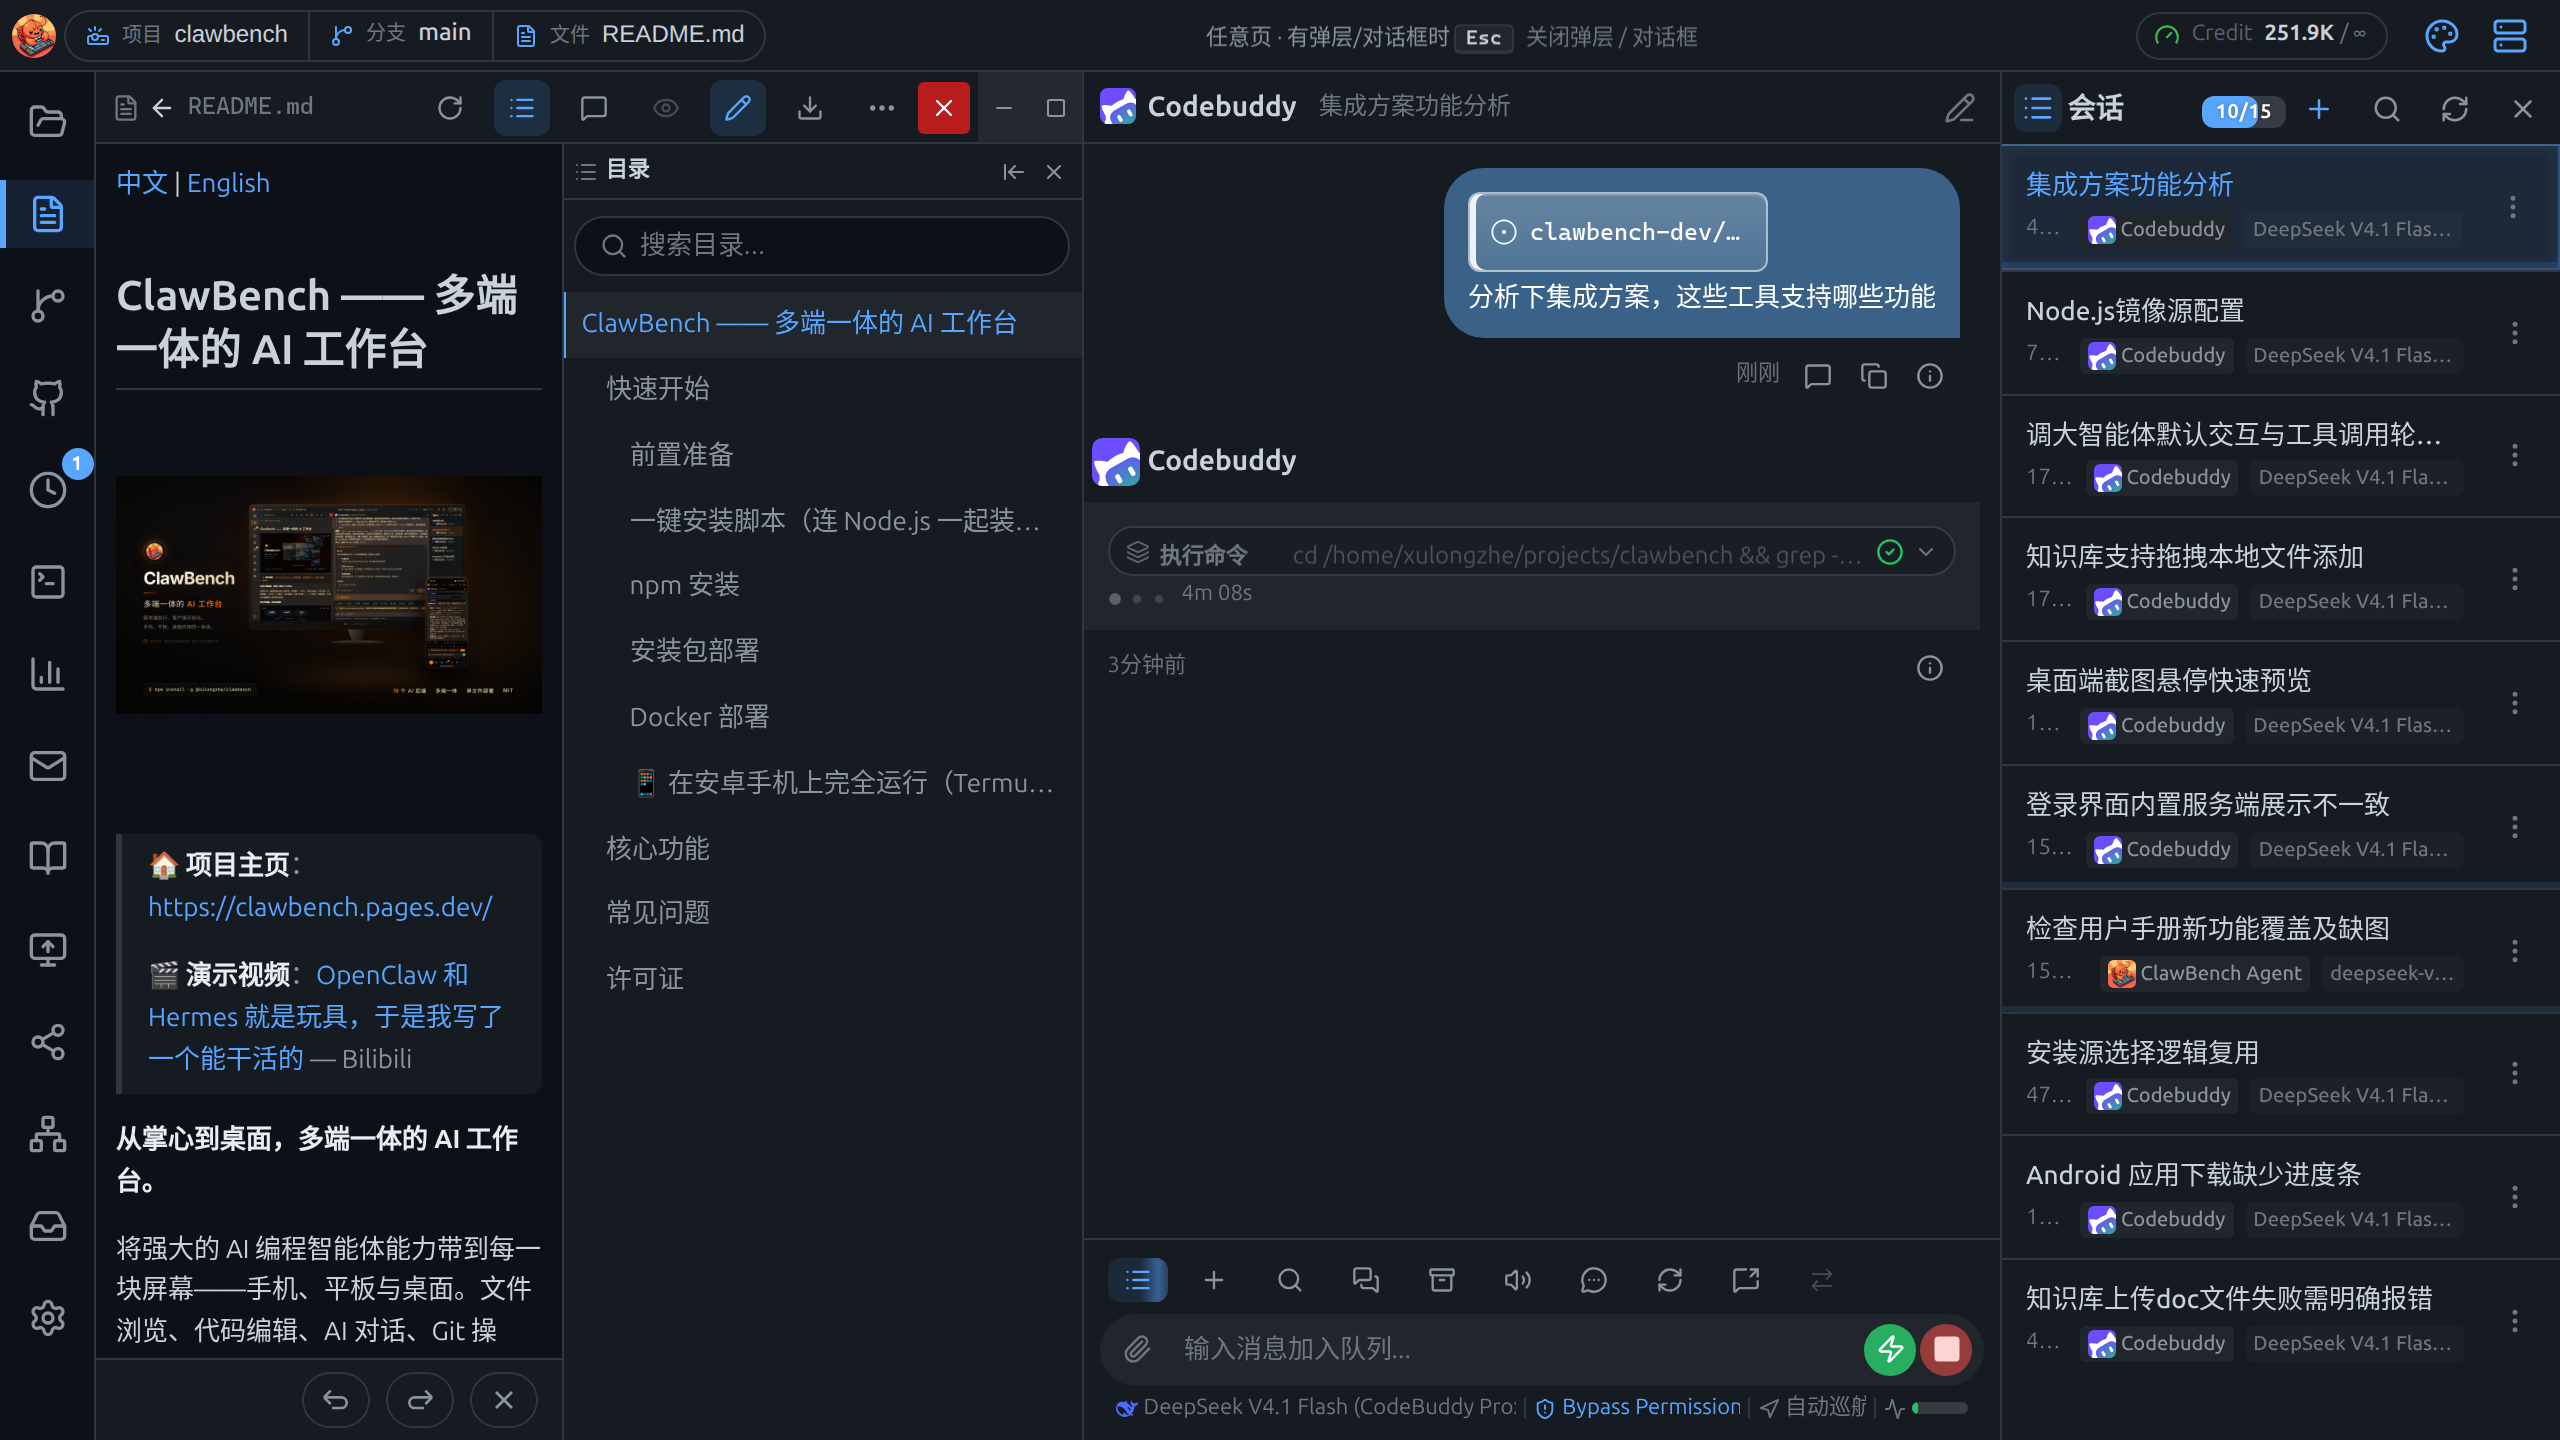 项目 clawbench
分支 main
文件 README.md
任意页 · 有弹层/对话框时 Esc 关闭弹层 / 对话框
Credit 251.9K / ∞
README.md
中文 | English
ClawBench —— 多端
一体的 AI 工作台
ClawBench
多端一体的 AI 工作台
🏠 项目主页：
https://clawbench.pages.dev/
🎬 演示视频：OpenClaw 和
Hermes 就是玩具，于是我写了
一个能干活的 — Bilibili
从掌心到桌面，多端一体的 AI 工作
台。
将强大的 AI 编程智能体能力带到每一
块屏幕——手机、平板与桌面。文件
浏览、代码编辑、AI 对话、Git 操
1
目录
搜索目录...
ClawBench —— 多端一体的 AI 工作台
快速开始
前置准备
一键安装脚本（连 Node.js 一起装…
npm 安装
安装包部署
Docker 部署
📱 在安卓手机上完全运行（Termu…
核心功能
常见问题
许可证
Codebuddy 集成方案功能分析
clawbench-dev/…
分析下集成方案，这些工具支持哪些功能
刚刚
Codebuddy
执行命令 cd /home/xulongzhe/projects/clawbench && grep -…
4m 08s
3分钟前
输入消息加入队列...
DeepSeek V4.1 Flash (CodeBuddy Pro: | Bypass Permission | 自动巡航 |
会话 10/15
集成方案功能分析
4… Codebuddy DeepSeek V4.1 Flas…
Node.js镜像源配置
7… Codebuddy DeepSeek V4.1 Flas…
调大智能体默认交互与工具调用轮…
17… Codebuddy DeepSeek V4.1 Fla…
知识库支持拖拽本地文件添加
17… Codebuddy DeepSeek V4.1 Fla…
桌面端截图悬停快速预览
1… Codebuddy DeepSeek V4.1 Flas…
登录界面内置服务端展示不一致
15… Codebuddy DeepSeek V4.1 Fla…
检查用户手册新功能覆盖及缺图
15… ClawBench Agent deepseek-v…
安装源选择逻辑复用
47… Codebuddy DeepSeek V4.1 Fla…
Android 应用下载缺少进度条
1… Codebuddy DeepSeek V4.1 Flas…
知识库上传doc文件失败需明确报错
4… Codebuddy DeepSeek V4.1 Flas…